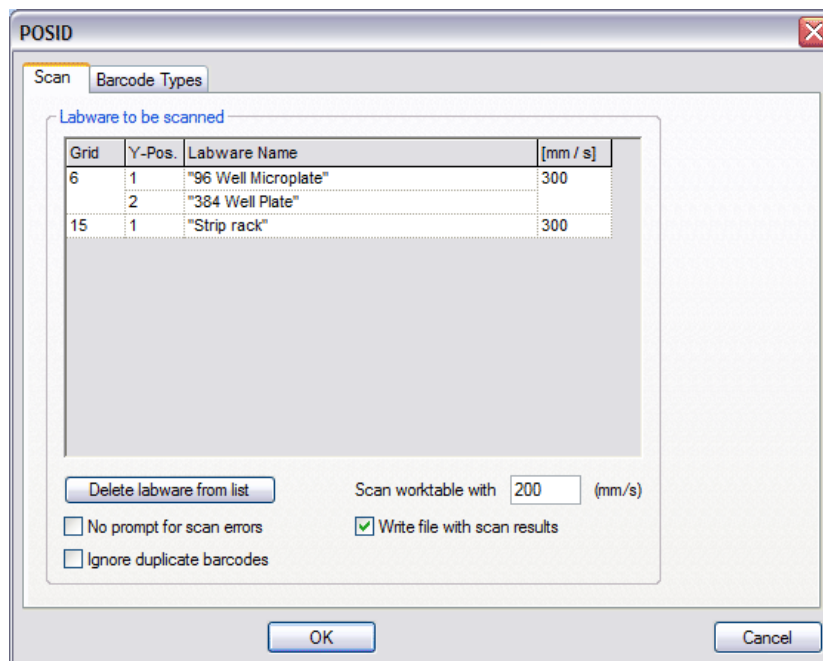 POSID
Scan Barcode Types
Labware to be scanned
Grid Y-Pos. Labware Name [mm / s]
6 1 "96 Well Microplate" 300
2 "384 Well Plate"
15 1 "Strip rack" 300
Delete labware from list Scan worktable with 200 (mm/s)
No prompt for scan errors Write file with scan results
Ignore duplicate barcodes
OK Cancel